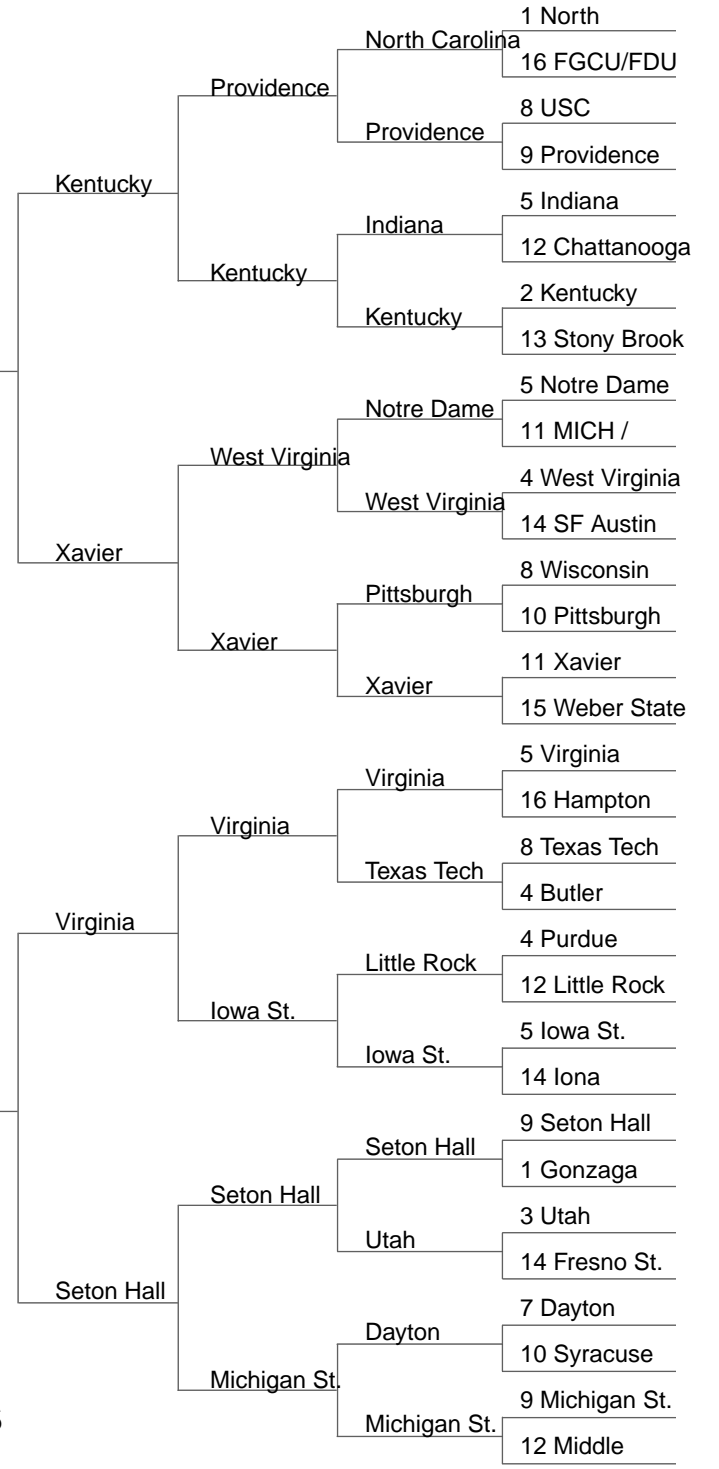 1 North
North Carolina
16 FGCU/FDU
Providence
8 USC
Providence
9 Providence
Kentucky
5 Indiana
Indiana
12 Chattanooga
Kentucky
2 Kentucky
Kentucky
13 Stony Brook
5 Notre Dame
Notre Dame
11 MICH /
West Virginia
4 West Virginia
West Virginia
14 SF Austin
Xavier
8 Wisconsin
Pittsburgh
10 Pittsburgh
Xavier
11 Xavier
Xavier
15 Weber State
5 Virginia
Virginia
16 Hampton
Virginia
8 Texas Tech
Texas Tech
4 Butler
Virginia
4 Purdue
Little Rock
12 Little Rock
Iowa St.
5 Iowa St.
Iowa St.
14 Iona
9 Seton Hall
Seton Hall
1 Gonzaga
Seton Hall
3 Utah
Utah
14 Fresno St.
Seton Hall
7 Dayton
Dayton
10 Syracuse
Michigan St.
9 Michigan St.
Michigan St.
12 Middle